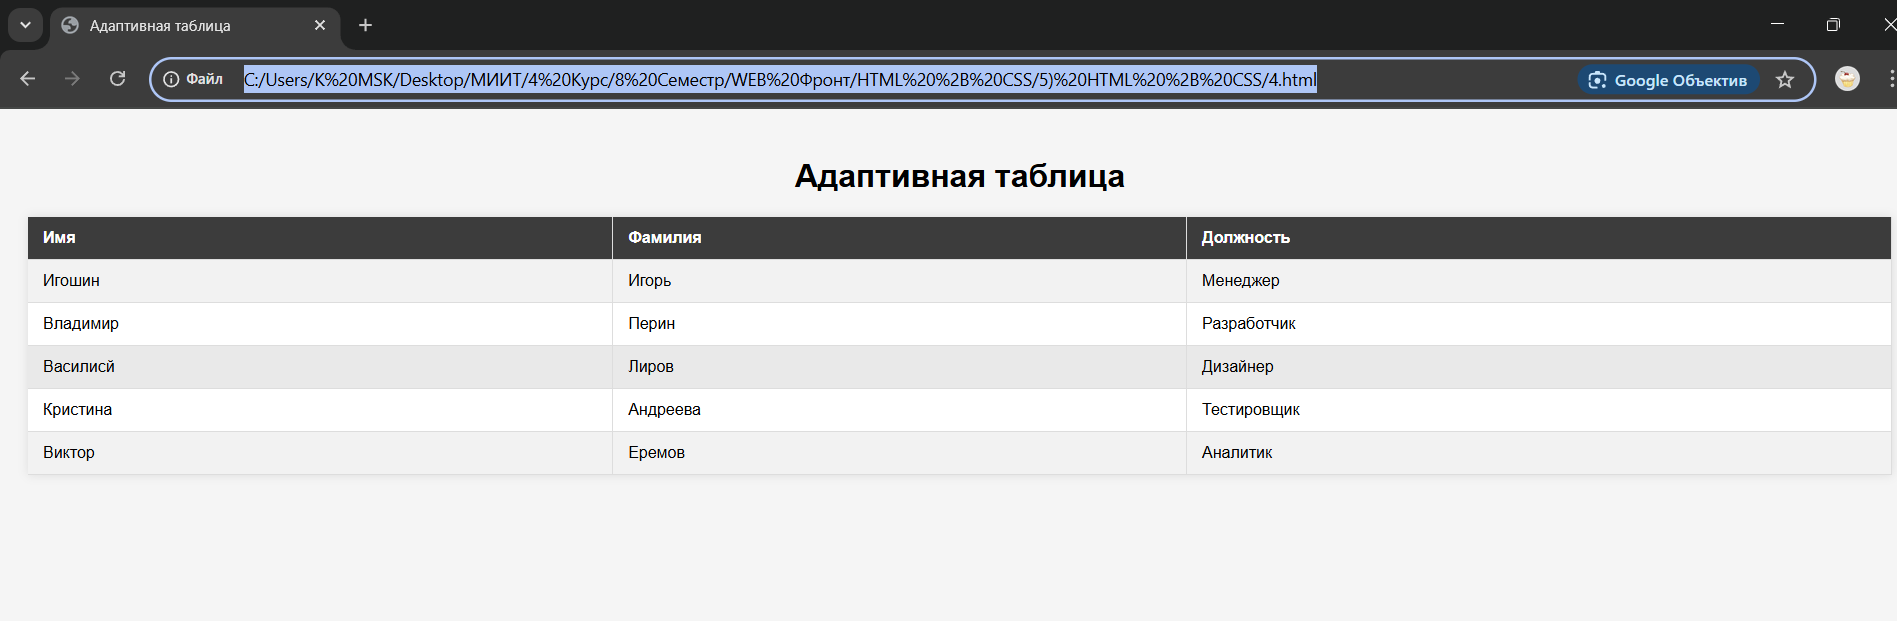 Адаптивная таблица
Файл C:/Users/K%20MSK/Desktop/МИИТ/4%20Курс/8%20Семестр/WEB%20Фронт/HTML%20%2B%20CSS/5)%20HTML%20%2B%20CSS/4.html Google Объектив
Адаптивная таблица
Имя Фамилия Должность
Игошин Игорь Менеджер
Владимир Перин Разработчик
Василисй Лиров Дизайнер
Кристина Андреева Тестировщик
Виктор Еремов Аналитик